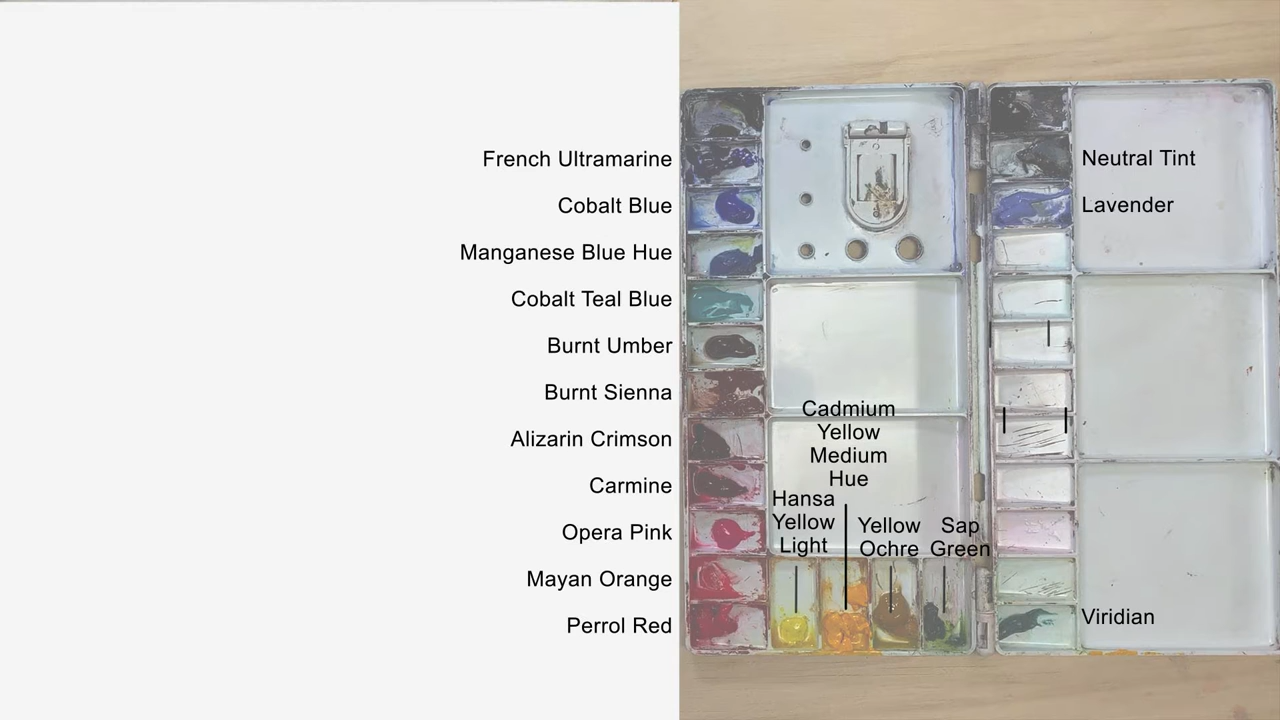 French Ultramarine
Cobalt Blue
Manganese Blue Hue
Cobalt Teal Blue
Burnt Umber
Burnt Sienna
Alizarin Crimson
Carmine
Opera Pink
Mayan Orange
Perrol Red
Cadmium
Yellow
Medium
Hue
Hansa
Yellow
Light
Yellow
Ochre
Sap
Green
Neutral Tint
Lavender
Viridian